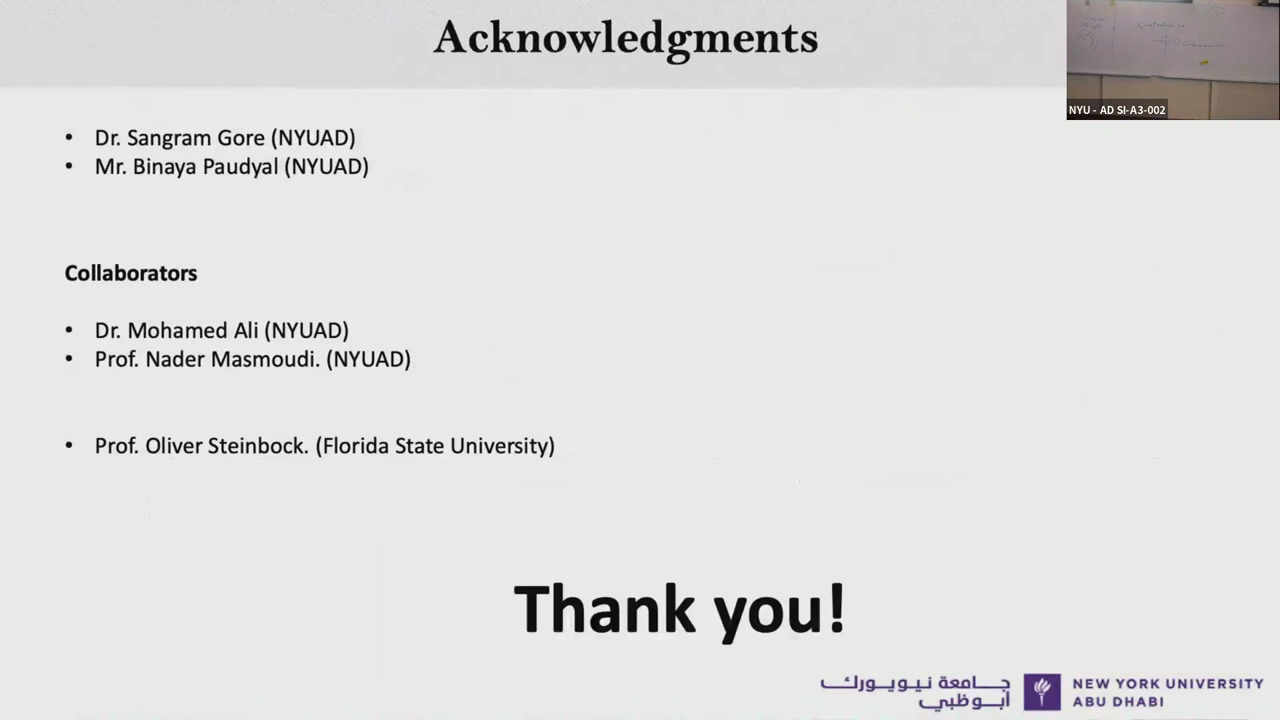 Acknowledgments
NYU - AD SI-A3-002
• Dr. Sangram Gore (NYUAD)
• Mr. Binaya Paudyal (NYUAD)
Collaborators
• Dr. Mohamed Ali (NYUAD)
• Prof. Nader Masmoudi. (NYUAD)
• Prof. Oliver Steinbock. (Florida State University)
Thank you!
جامعة نيويورك
أبوظبي
NEW YORK UNIVERSITY
ABU DHABI